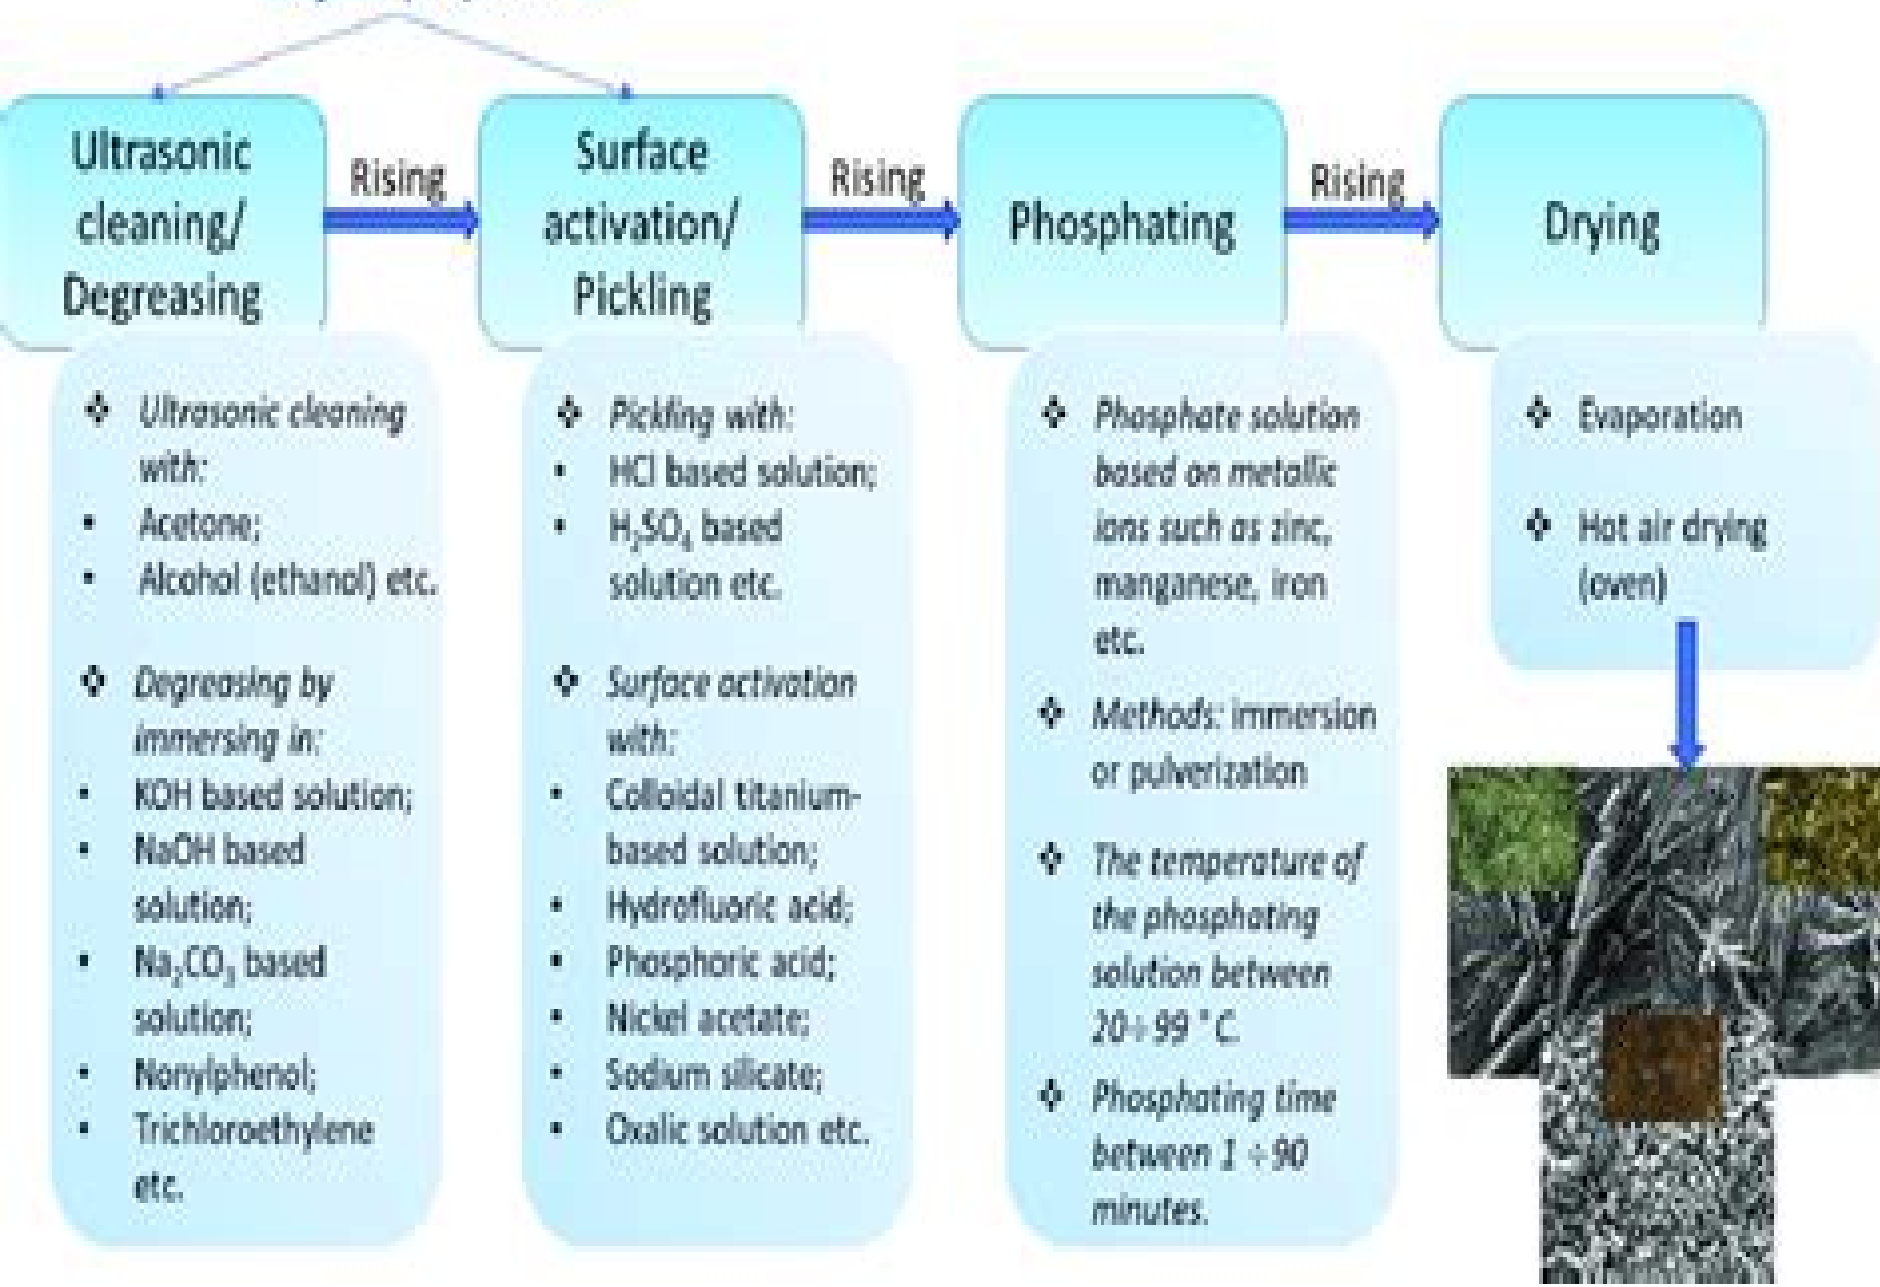 Ultrasonic
cleaning/
Degreasing
Rising
Surface
activation/
Pickling
Rising
Phosphating
Rising
Drying
❖ Ultrasonic cleaning
with:
• Acetone;
• Alcohol (ethanol) etc.
❖ Degreasing by
immersing in:
• KOH based solution;
• NaOH based
solution;
• Na₂CO₃ based
solution;
• Nonylphenol;
• Trichloroethylene
etc.
❖ Pickling with:
• HCl based solution;
• H₂SO₄ based
solution etc.
❖ Surface activation
with:
• Colloidal titanium-
based solution;
• Hydrofluoric acid;
• Phosphoric acid;
• Nickel acetate;
• Sodium silicate;
• Oxalic solution etc.
❖ Phosphate solution
based on metallic
ions such as zinc,
manganese, iron
etc.
❖ Methods: immersion
or pulverization
❖ The temperature of
the phosphating
solution between
20÷99 °C.
❖ Phosphating time
between 1 ÷90
minutes.
❖ Evaporation
❖ Hot air drying
(oven)